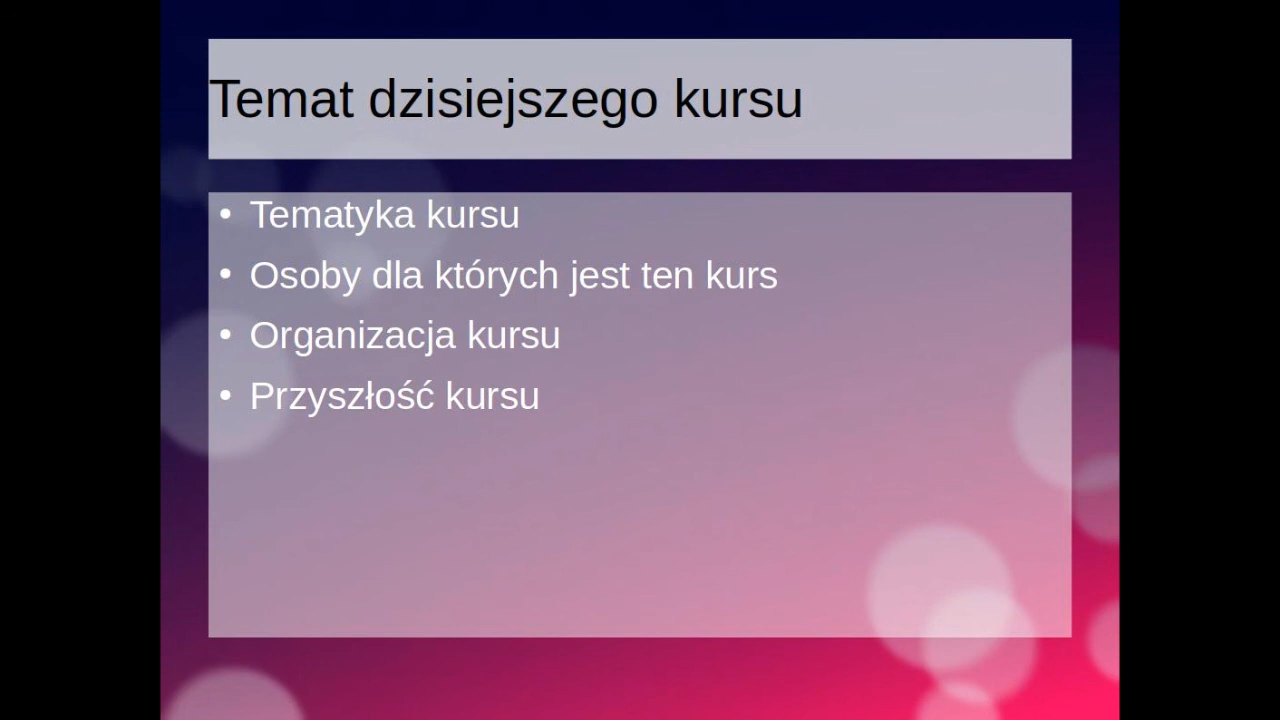 Temat dzisiejszego kursu
• Tematyka kursu
• Osoby dla których jest ten kurs
• Organizacja kursu
• Przyszłość kursu